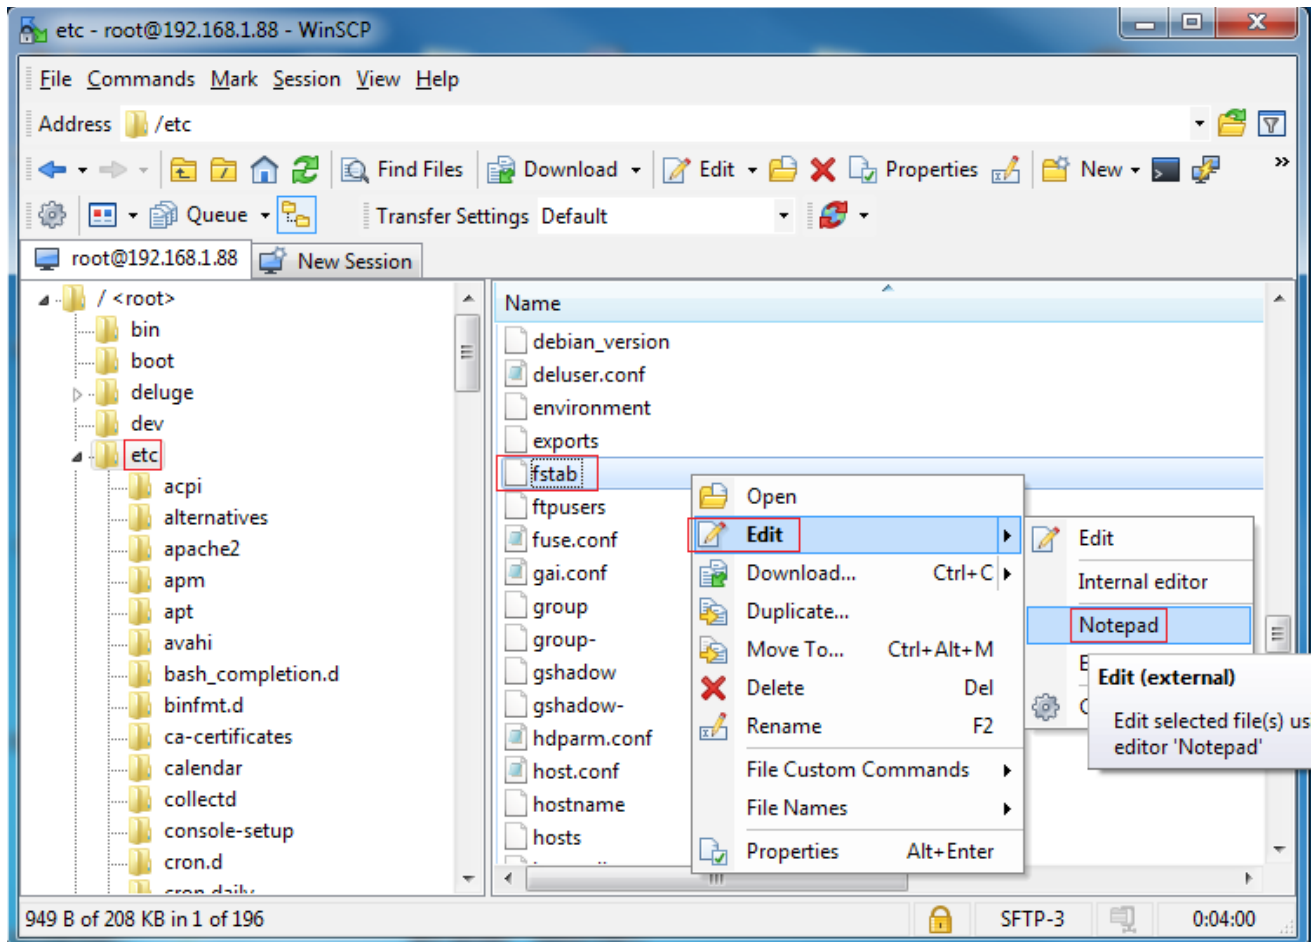 etc - root@192.168.1.88 - WinSCP
File Commands Mark Session View Help
Address /etc
Find Files Download Edit Properties New »
Queue Transfer Settings Default
root@192.168.1.88 New Session
/ <root>
bin
boot
deluge
dev
etc
acpi
alternatives
apache2
apm
apt
avahi
bash_completion.d
binfmt.d
ca-certificates
calendar
collectd
console-setup
cron.d
cron.daily
Name
debian_version
deluser.conf
environment
exports
fstab
ftpusers
fuse.conf
gai.conf
group
group-
gshadow
gshadow-
hdparm.conf
host.conf
hostname
hosts
Open
Edit
Download... Ctrl+C
Duplicate...
Move To... Ctrl+Alt+M
Delete Del
Rename F2
File Custom Commands
File Names
Properties Alt+Enter
Edit
Internal editor
Notepad
Edit (external)
Edit selected file(s) us
editor 'Notepad'
949 B of 208 KB in 1 of 196
SFTP-3
0:04:00